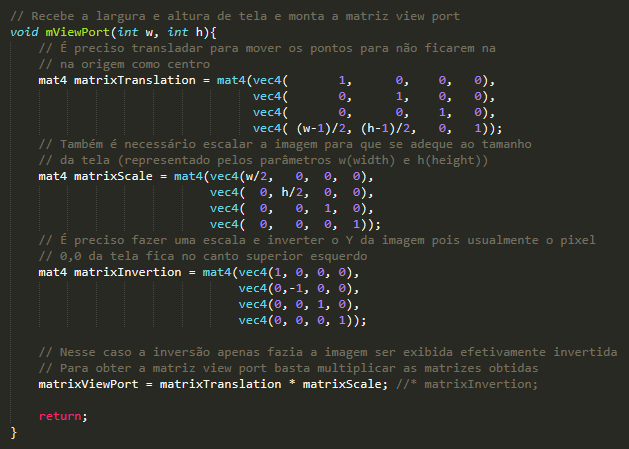 // Recebe a largura e altura de tela e monta a matriz view port
void mViewPort(int w, int h){
// É preciso transladar para mover os pontos para não ficarem na
// na origem como centro
mat4 matrixTranslation = mat4(vec4( 1, 0, 0, 0),
vec4( 0, 1, 0, 0),
vec4( 0, 0, 1, 0),
vec4( (w-1)/2, (h-1)/2, 0, 1));
// Também é necessário escalar a imagem para que se adeque ao tamanho
// da tela (representado pelos parâmetros w(width) e h(height))
mat4 matrixScale = mat4(vec4(w/2, 0, 0, 0),
vec4( 0, h/2, 0, 0),
vec4( 0, 0, 1, 0),
vec4( 0, 0, 0, 1));
// É preciso fazer uma escala e inverter o Y da imagem pois usualmente o pixel
// 0,0 da tela fica no canto superior esquerdo
mat4 matrixInvertion = mat4(vec4(1, 0, 0, 0),
vec4(0,-1, 0, 0),
vec4(0, 0, 1, 0),
vec4(0, 0, 0, 1));
// Nesse caso a inversão apenas fazia a imagem ser exibida efetivamente invertida
// Para obter a matriz view port basta multiplicar as matrizes obtidas
matrixViewPort = matrixTranslation * matrixScale; //* matrixInvertion;
return;
}